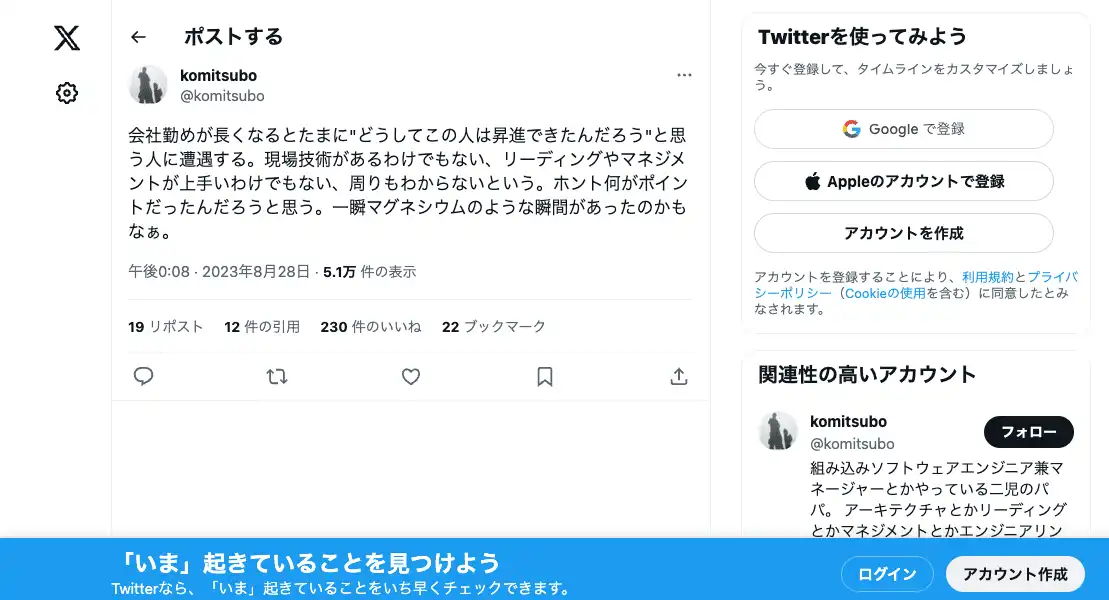 ポストする
komitsubo
@komitsubo
会社勤めが長くなるとたまに"どうしてこの人は昇進できたんだろう"と思
う人に遭遇する。現場技術があるわけでもない、リーディングやマネジメ
ントが上手いわけでもない、周りもわからないという。ホント何がポイン
トだったんだろうと思う。一瞬マグネシウムのような瞬間があったのかも
なぁ。
午後0:08 · 2023年8月28日 · 5.1万 件の表示
19 リポスト 12 件の引用 230 件のいいね 22 ブックマーク
Twitterを使ってみよう
今すぐ登録して、タイムラインをカスタマイズしましょ
う。
Google で登録
Appleのアカウントで登録
アカウントを作成
アカウントを登録することにより、利用規約とプライバ
シーポリシー（Cookieの使用を含む）に同意したとみ
なされます。
関連性の高いアカウント
komitsubo
@komitsubo
フォロー
組み込みソフトウェアエンジニア兼マ
ネージャーとかやっている二児のパ
パ。 アーキテクチャとかリーディング
とかマネジメントとかエンジニアリン
「いま」起きていることを見つけよう
Twitterなら、「いま」起きていることをいち早くチェックできます。
ログイン
アカウント作成